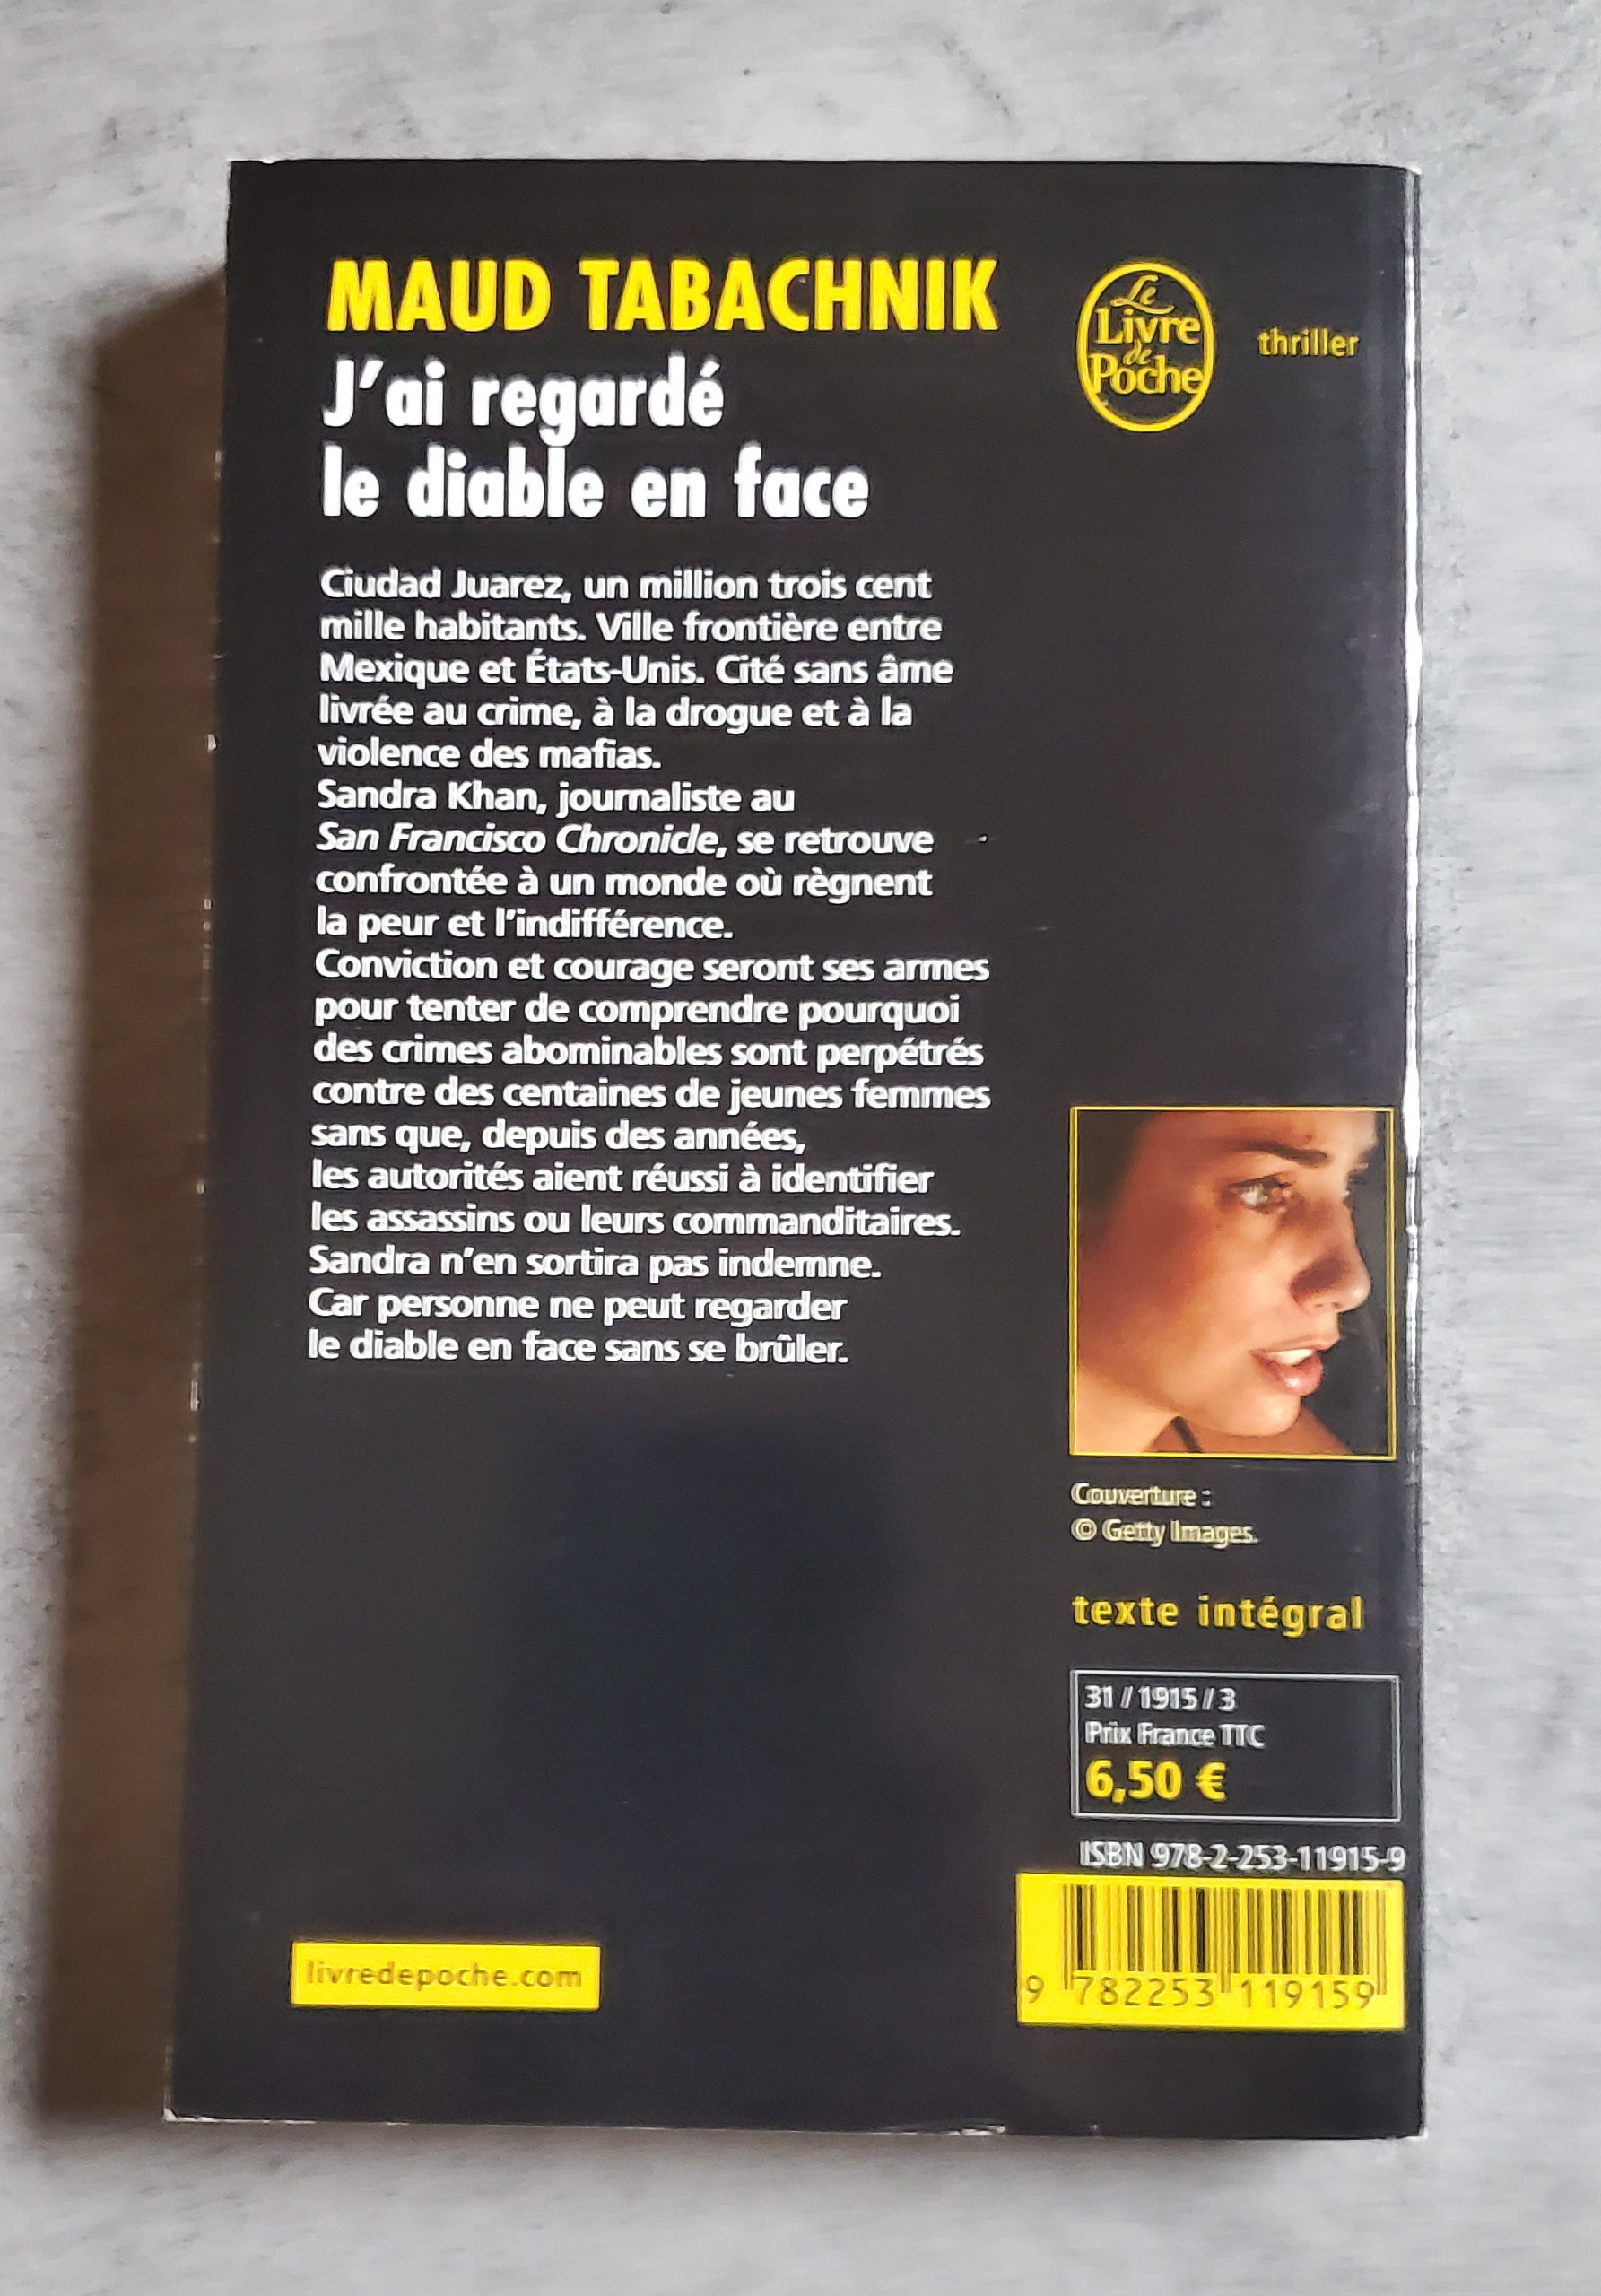 MAUD TABACHNIK
J'ai regardé
le diable en face
Le
Livre
de
Poche
thriller
Ciudad Juarez, un million trois cent
mille habitants. Ville frontière entre
Mexique et États-Unis. Cité sans âme
livrée au crime, à la drogue et à la
violence des mafias.
Sandra Khan, journaliste au
San Francisco Chronicle, se retrouve
confrontée à un monde où règnent
la peur et l'indifférence.
Conviction et courage seront ses armes
pour tenter de comprendre pourquoi
des crimes abominables sont perpétrés
contre des centaines de jeunes femmes
sans que, depuis des années,
les autorités aient réussi à identifier
les assassins ou leurs commanditaires.
Sandra n'en sortira pas indemne.
Car personne ne peut regarder
le diable en face sans se brûler.
Couverture :
© Getty Images.
texte intégral
31 / 1915 / 3
Prix France TTC
6,50 €
ISBN 978-2-253-11915-9
9 782253 119159
livredepoche.com